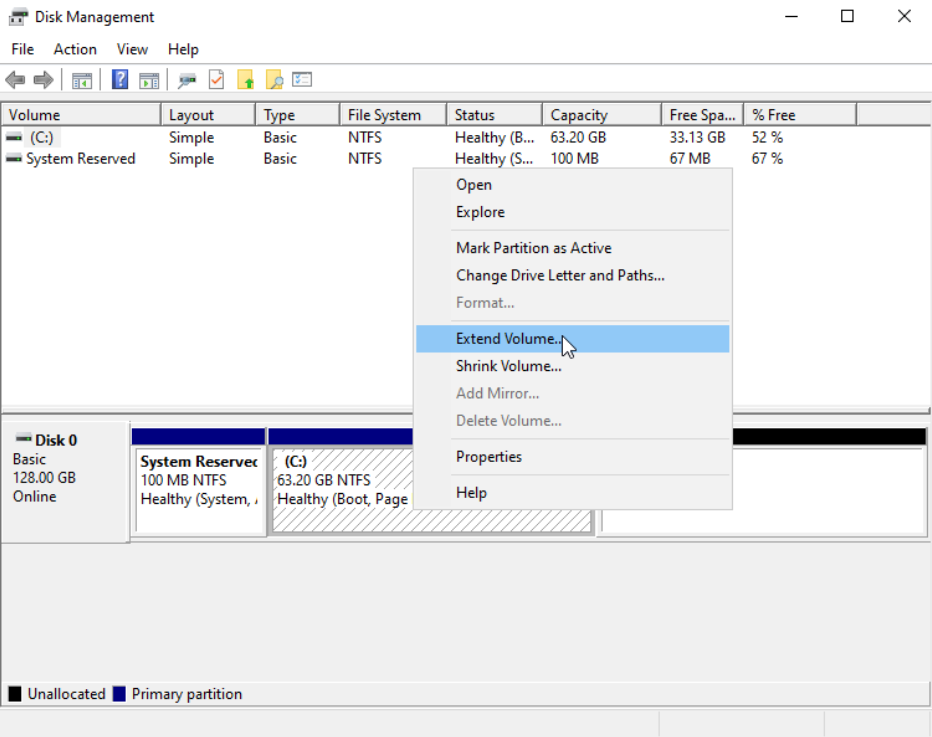 Disk Management
File Action View Help
Volume Layout Type File System Status Capacity Free Spa... % Free
(C:) Simple Basic NTFS Healthy (B... 63.20 GB 33.13 GB 52 %
System Reserved Simple Basic NTFS Healthy (S... 100 MB 67 MB 67 %
Open
Explore
Mark Partition as Active
Change Drive Letter and Paths...
Format...
Extend Volume...
Shrink Volume...
Add Mirror...
Delete Volume...
Properties
Help
Disk 0
Basic
128.00 GB
Online
System Reserved
100 MB NTFS
Healthy (System,
(C:)
63.20 GB NTFS
Healthy (Boot, Page
Unallocated Primary partition